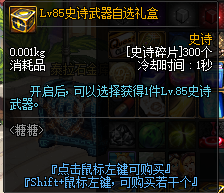 Lv85史诗武器自选礼盒
史诗
0.001kg [史诗碎片]300个
消耗品 冷却时间：1秒
开启后，可以选择获得1件Lv.85史诗
武器。
<糖糖>
『点击鼠标左键可购买』
『Shift+鼠标左键，可购买若干个』